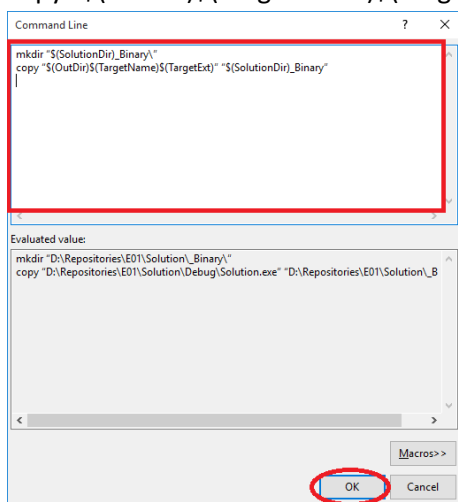 Command Line ? ×
mkdir "$(SolutionDir)_Binary\"
copy "$(OutDir)$(TargetName)$(TargetExt)" "$(SolutionDir)_Binary"
Evaluated value:
mkdir "D:\Repositories\E01\Solution\_Binary\"
copy "D:\Repositories\E01\Solution\Debug\Solution.exe" "D:\Repositories\E01\Solution\_B
Macros>>
OK Cancel